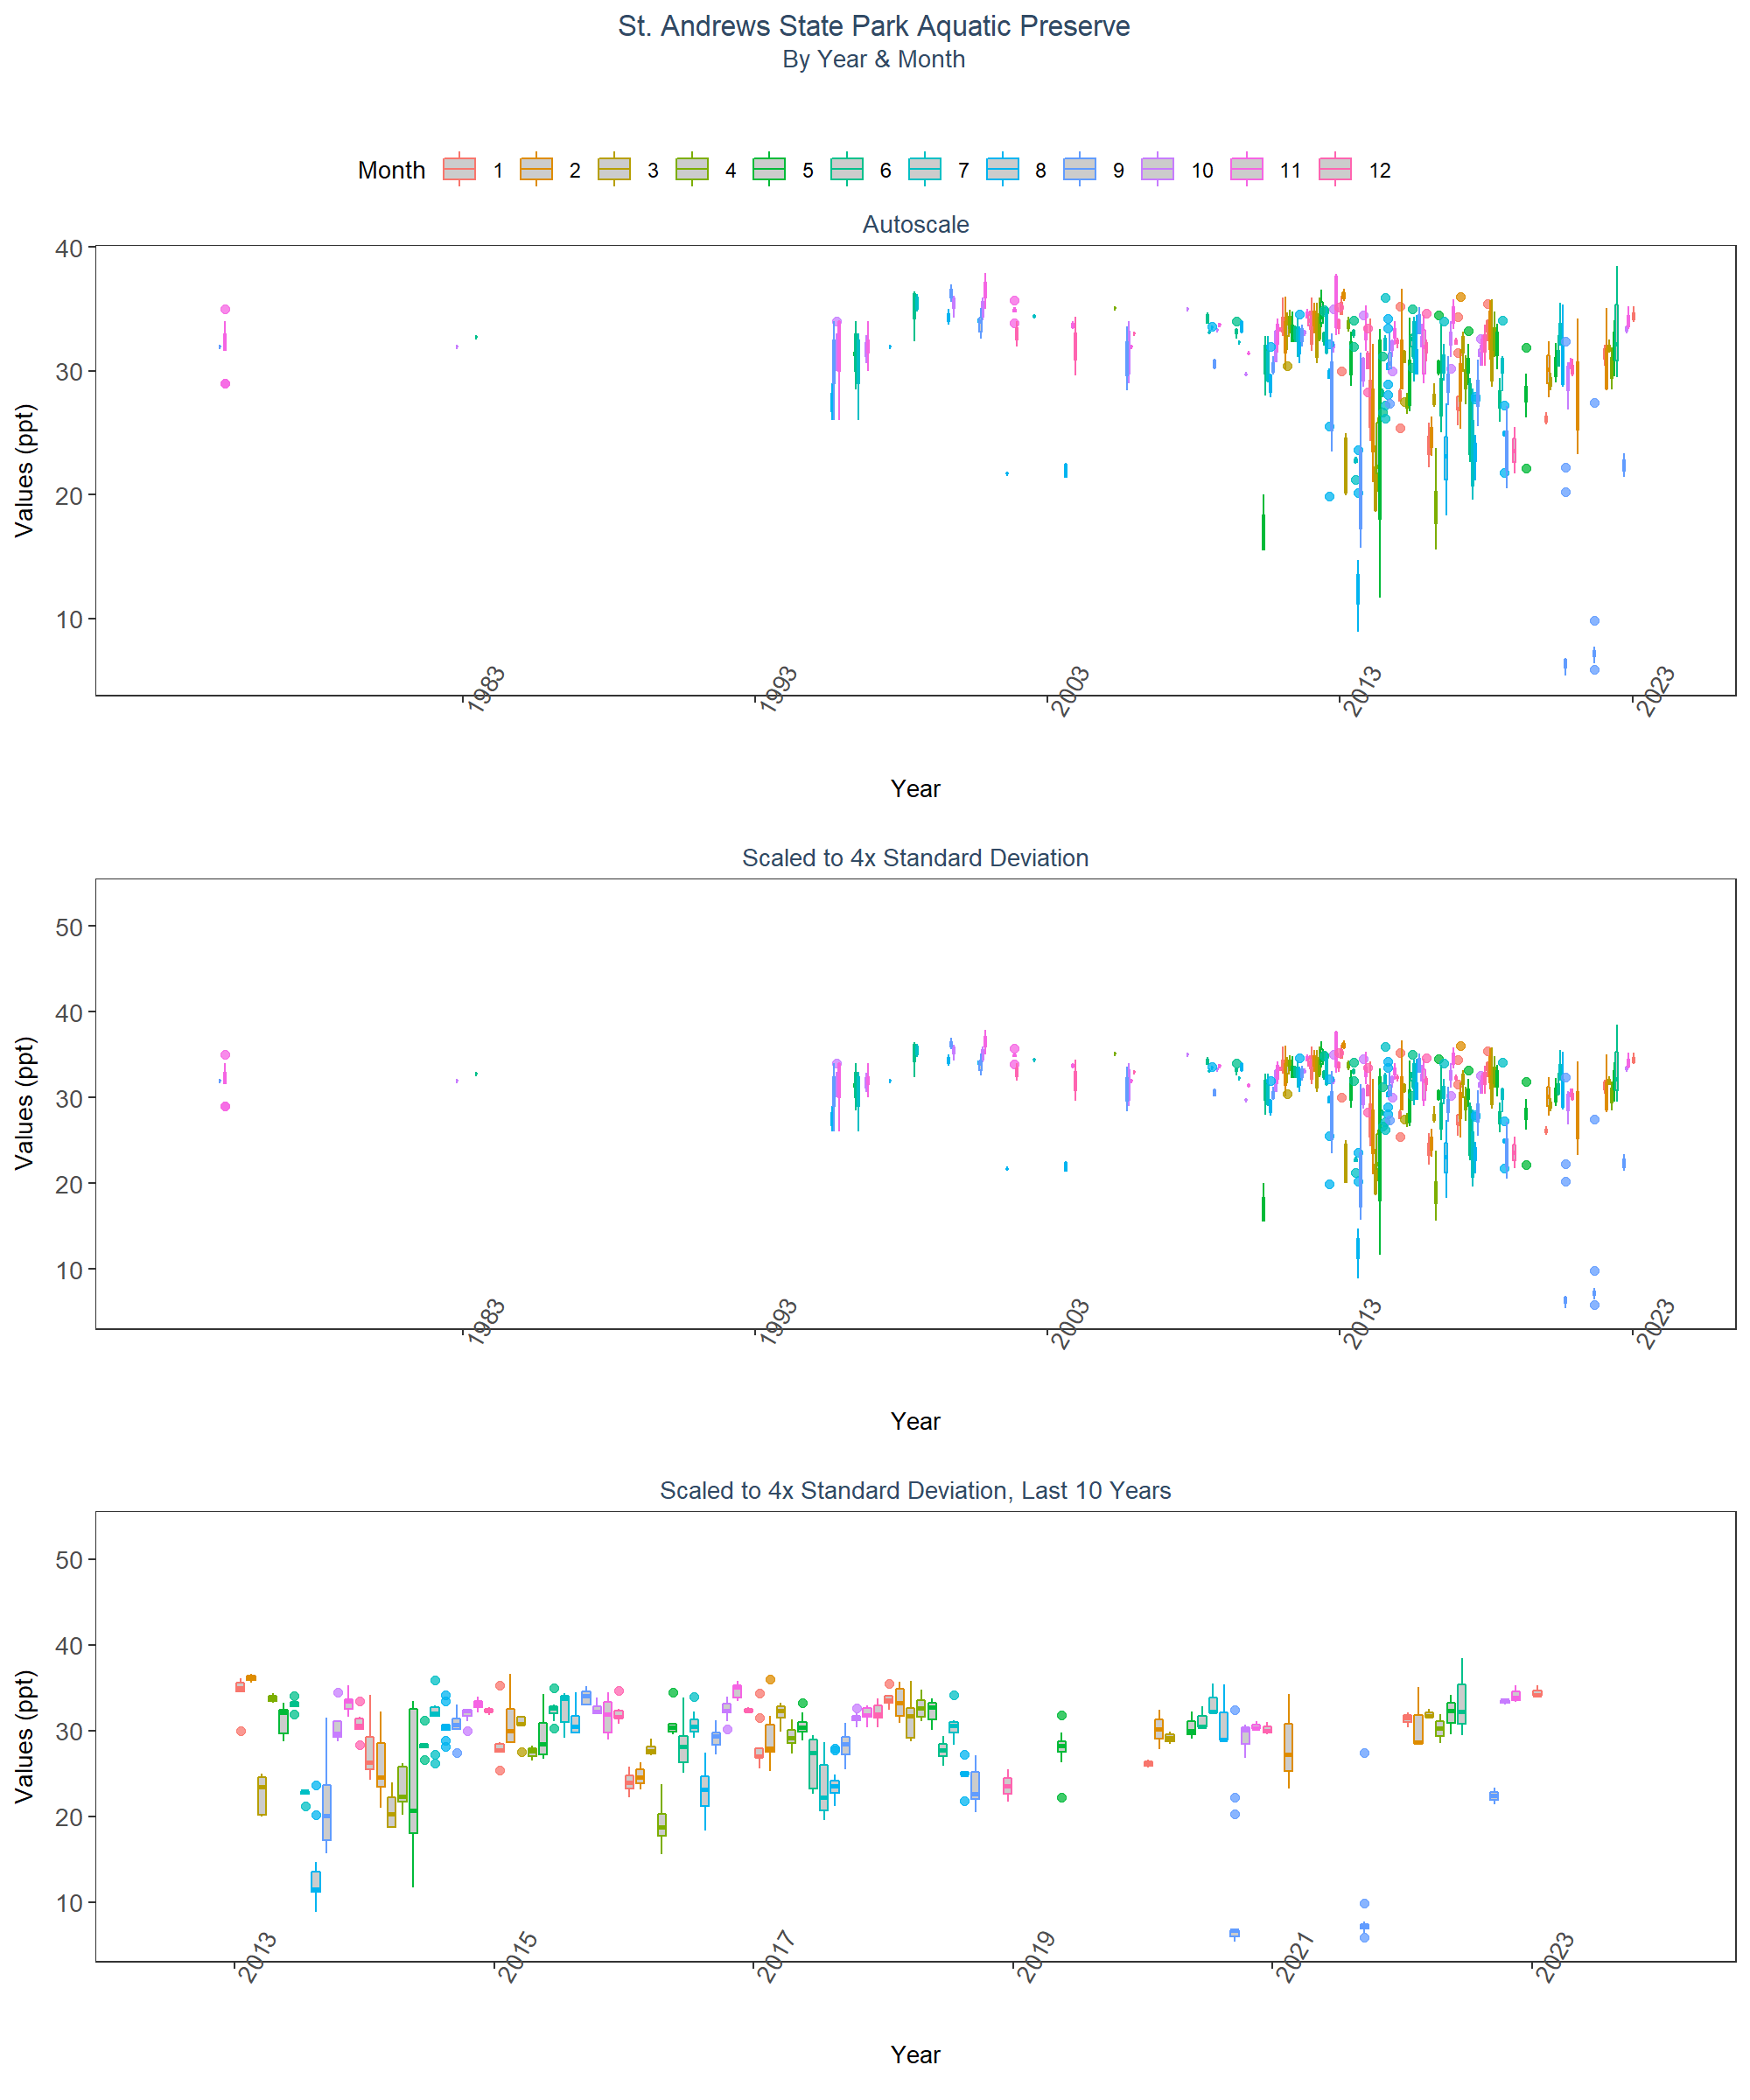 St. Andrews State Park Aquatic Preserve
By Year & Month
Month 1 2 3 4 5 6 7 8 9 10 11 12
Autoscale
Values (ppt)
40
30
20
10
1983 1993 2003 2013 2023
Year
Scaled to 4x Standard Deviation
Values (ppt)
50
40
30
20
10
1983 1993 2003 2013 2023
Year
Scaled to 4x Standard Deviation, Last 10 Years
Values (ppt)
50
40
30
20
10
2013 2015 2017 2019 2021 2023
Year